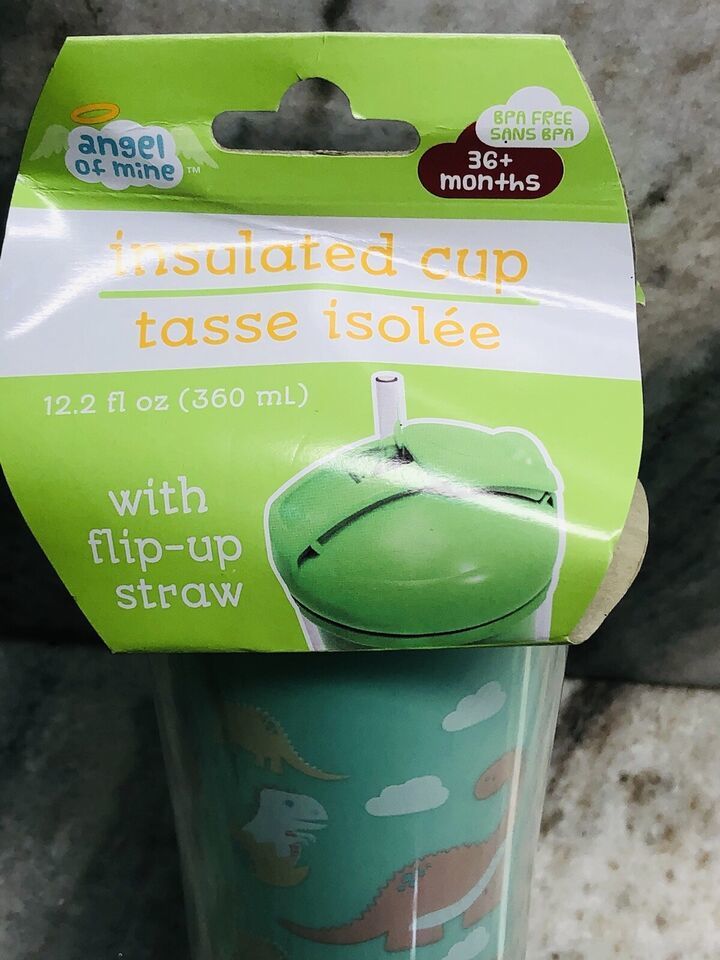 angel
of mine TM
BPA FREE
SANS BPA
36+
months
insulated cup
tasse isolée
12.2 fl oz (360 mL)
with
flip-up
straw